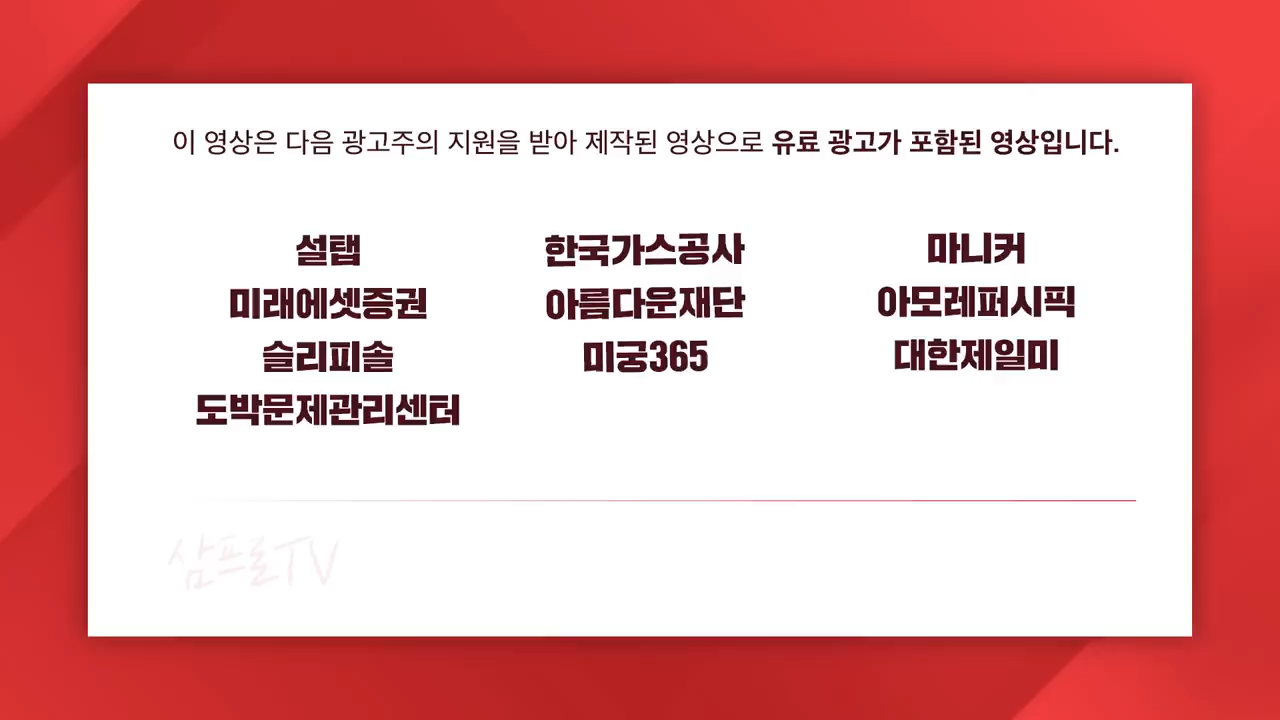 이 영상은 다음 광고주의 지원을 받아 제작된 영상으로 유료 광고가 포함된 영상입니다.
설탭 한국가스공사 마니커
미래에셋증권 아름다운재단 아모레퍼시픽
슬리피솔 미궁365 대한제일미
도박문제관리센터
삼프로TV